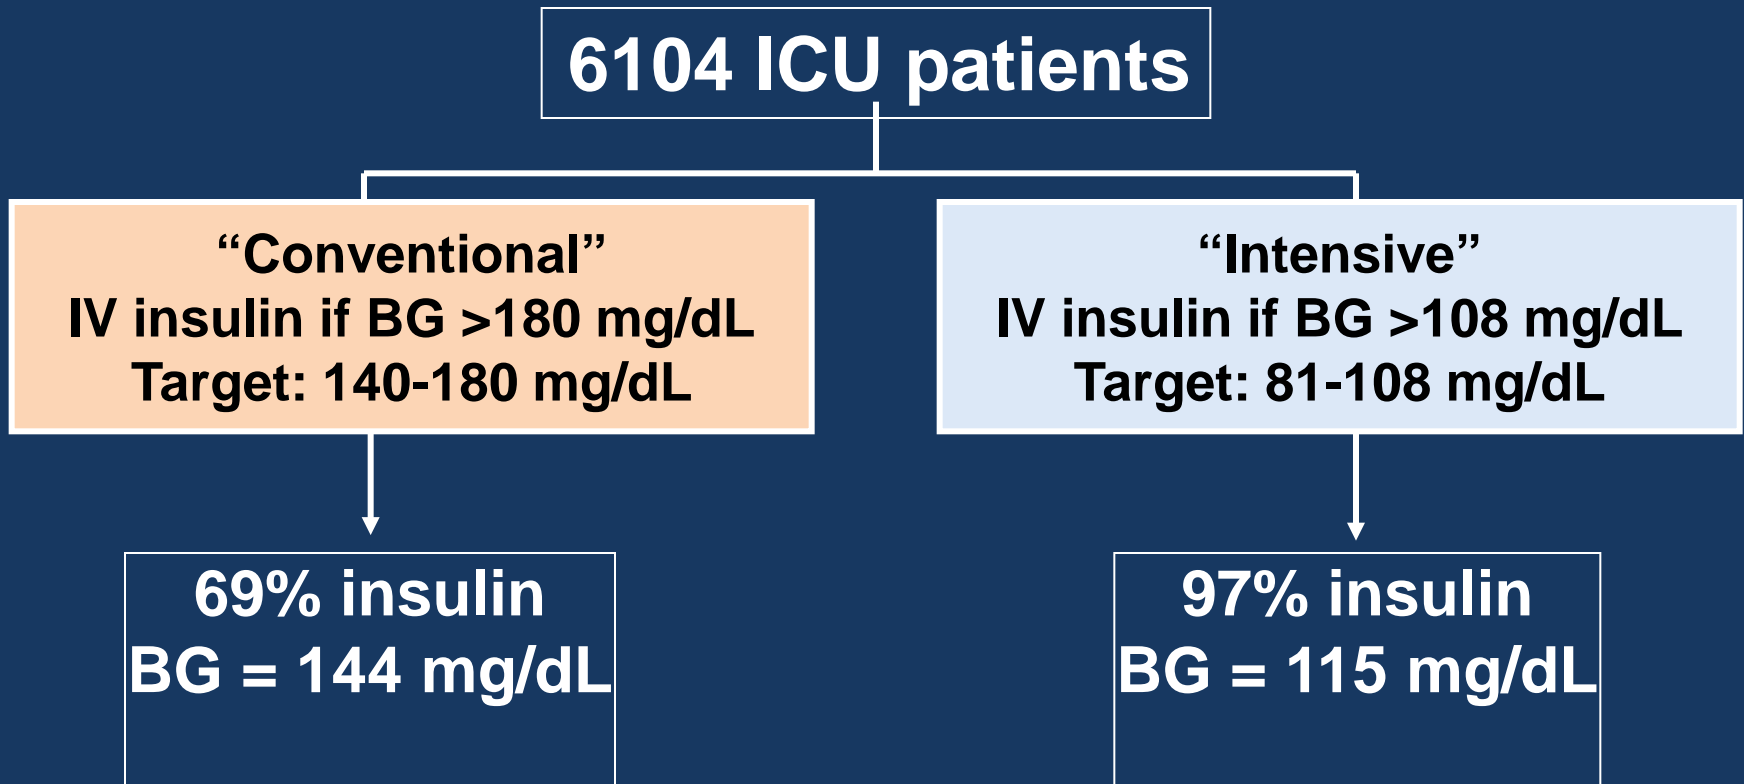 6104 ICU patients
“Conventional”
IV insulin if BG >180 mg/dL
Target: 140-180 mg/dL
“Intensive”
IV insulin if BG >108 mg/dL
Target: 81-108 mg/dL
69% insulin
BG = 144 mg/dL
97% insulin
BG = 115 mg/dL